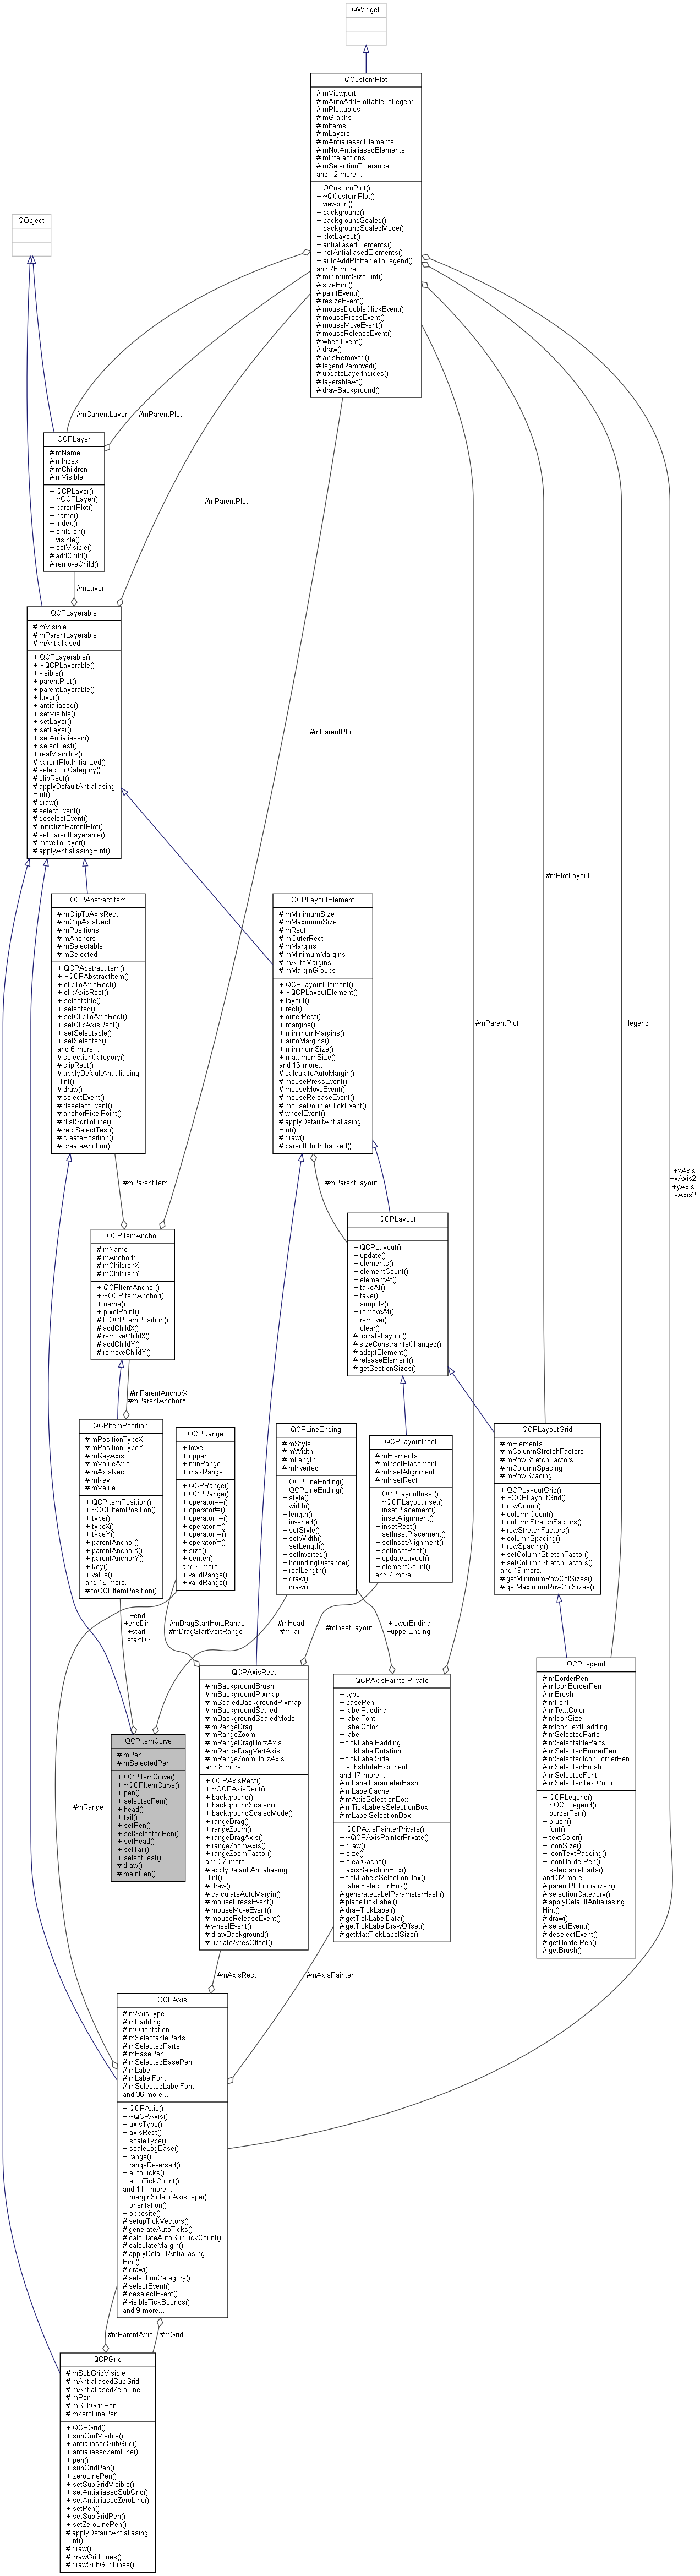 QWidget
QCustomPlot
# mViewport
# mAutoAddPlottableToLegend
# mPlottables
# mGraphs
# mItems
# mLayers
# mAntialiasedElements
# mNotAntialiasedElements
# mInteractions
# mSelectionTolerance
and 12 more...
+ QCustomPlot()
+ ~QCustomPlot()
+ viewport()
+ background()
+ backgroundScaled()
+ backgroundScaledMode()
+ plotLayout()
+ antialiasedElements()
+ notAntialiasedElements()
+ autoAddPlottableToLegend()
and 76 more...
# minimumSizeHint()
# sizeHint()
# paintEvent()
# resizeEvent()
# mouseDoubleClickEvent()
# mousePressEvent()
# mouseMoveEvent()
# mouseReleaseEvent()
# wheelEvent()
# draw()
# axisRemoved()
# legendRemoved()
# updateLayerIndices()
# layerableAt()
# drawBackground()
QObject
#mCurrentLayer
#mParentPlot
QCPLayer
# mName
# mIndex
# mChildren
# mVisible
+ QCPLayer()
+ ~QCPLayer()
+ parentPlot()
+ name()
+ index()
+ children()
+ visible()
+ setVisible()
# addChild()
# removeChild()
#mParentPlot
#mLayer
QCPLayerable
# mVisible
# mParentLayerable
# mAntialiased
+ QCPLayerable()
+ ~QCPLayerable()
+ visible()
+ parentPlot()
+ parentLayerable()
+ layer()
+ antialiased()
+ setVisible()
+ setLayer()
+ setLayer()
+ setAntialiased()
+ selectTest()
+ realVisibility()
# parentPlotInitialized()
# selectionCategory()
# clipRect()
# applyDefaultAntialiasing
Hint()
# draw()
# selectEvent()
# deselectEvent()
# initializeParentPlot()
# setParentLayerable()
# moveToLayer()
# applyAntialiasingHint()
#mParentPlot
#mPlotLayout
QCPAbstractItem
# mClipToAxisRect
# mClipAxisRect
# mPositions
# mAnchors
# mSelectable
# mSelected
+ QCPAbstractItem()
+ ~QCPAbstractItem()
+ clipToAxisRect()
+ clipAxisRect()
+ selectable()
+ selected()
+ setClipToAxisRect()
+ setClipAxisRect()
+ setSelectable()
+ setSelected()
and 6 more...
# selectionCategory()
# clipRect()
# applyDefaultAntialiasing
Hint()
# draw()
# selectEvent()
# deselectEvent()
# anchorPixelPoint()
# distSqrToLine()
# rectSelectTest()
# createPosition()
# createAnchor()
QCPLayoutElement
# mMinimumSize
# mMaximumSize
# mRect
# mOuterRect
# mMargins
# mMinimumMargins
# mAutoMargins
# mMarginGroups
+ QCPLayoutElement()
+ ~QCPLayoutElement()
+ layout()
+ rect()
+ outerRect()
+ margins()
+ minimumMargins()
+ autoMargins()
+ minimumSize()
+ maximumSize()
and 16 more...
# calculateAutoMargin()
# mousePressEvent()
# mouseMoveEvent()
# mouseReleaseEvent()
# mouseDoubleClickEvent()
# wheelEvent()
# applyDefaultAntialiasing
Hint()
# draw()
# parentPlotInitialized()
#mParentPlot
+legend
+xAxis
+xAxis2
+yAxis
+yAxis2
#mParentItem
#mParentLayout
QCPItemAnchor
# mName
# mAnchorId
# mChildrenX
# mChildrenY
+ QCPItemAnchor()
+ ~QCPItemAnchor()
+ name()
+ pixelPoint()
# toQCPItemPosition()
# addChildX()
# removeChildX()
# addChildY()
# removeChildY()
QCPLayout
+ QCPLayout()
+ update()
+ elements()
+ elementCount()
+ elementAt()
+ takeAt()
+ take()
+ simplify()
+ removeAt()
+ remove()
+ clear()
# updateLayout()
# sizeConstraintsChanged()
# adoptElement()
# releaseElement()
# getSectionSizes()
#mParentAnchorX
#mParentAnchorY
QCPItemPosition
# mPositionTypeX
# mPositionTypeY
# mKeyAxis
# mValueAxis
# mAxisRect
# mKey
# mValue
+ QCPItemPosition()
+ ~QCPItemPosition()
+ type()
+ typeX()
+ typeY()
+ parentAnchor()
+ parentAnchorX()
+ parentAnchorY()
+ key()
+ value()
and 16 more...
# toQCPItemPosition()
QCPRange
+ lower
+ upper
+ minRange
+ maxRange
+ QCPRange()
+ QCPRange()
+ operator==()
+ operator!=()
+ operator+=()
+ operator-=()
+ operator*=()
+ operator/=()
+ size()
+ center()
and 6 more...
+ validRange()
+ validRange()
QCPLineEnding
# mStyle
# mWidth
# mLength
# mInverted
+ QCPLineEnding()
+ QCPLineEnding()
+ style()
+ width()
+ length()
+ inverted()
+ setStyle()
+ setWidth()
+ setLength()
+ setInverted()
+ boundingDistance()
+ realLength()
+ draw()
+ draw()
QCPLayoutInset
# mElements
# mInsetPlacement
# mInsetAlignment
# mInsetRect
+ QCPLayoutInset()
+ ~QCPLayoutInset()
+ insetPlacement()
+ insetAlignment()
+ insetRect()
+ setInsetPlacement()
+ setInsetAlignment()
+ setInsetRect()
+ updateLayout()
+ elementCount()
and 7 more...
QCPLayoutGrid
# mElements
# mColumnStretchFactors
# mRowStretchFactors
# mColumnSpacing
# mRowSpacing
+ QCPLayoutGrid()
+ ~QCPLayoutGrid()
+ rowCount()
+ columnCount()
+ columnStretchFactors()
+ rowStretchFactors()
+ columnSpacing()
+ rowSpacing()
+ setColumnStretchFactor()
+ setColumnStretchFactors()
and 19 more...
# getMinimumRowColSizes()
# getMaximumRowColSizes()
+end
+endDir
+start
+startDir
#mDragStartHorzRange
#mDragStartVertRange
#mHead
#mTail
#mInsetLayout
+lowerEnding
+upperEnding
QCPItemCurve
# mPen
# mSelectedPen
+ QCPItemCurve()
+ ~QCPItemCurve()
+ pen()
+ selectedPen()
+ head()
+ tail()
+ setPen()
+ setSelectedPen()
+ setHead()
+ setTail()
+ selectTest()
# draw()
# mainPen()
#mRange
QCPAxisRect
# mBackgroundBrush
# mBackgroundPixmap
# mScaledBackgroundPixmap
# mBackgroundScaled
# mBackgroundScaledMode
# mRangeDrag
# mRangeZoom
# mRangeDragHorzAxis
# mRangeDragVertAxis
# mRangeZoomHorzAxis
and 8 more...
+ QCPAxisRect()
+ ~QCPAxisRect()
+ background()
+ backgroundScaled()
+ backgroundScaledMode()
+ rangeDrag()
+ rangeZoom()
+ rangeDragAxis()
+ rangeZoomAxis()
+ rangeZoomFactor()
and 37 more...
# applyDefaultAntialiasing
Hint()
# draw()
# calculateAutoMargin()
# mousePressEvent()
# mouseMoveEvent()
# mouseReleaseEvent()
# wheelEvent()
# drawBackground()
# updateAxesOffset()
QCPAxisPainterPrivate
+ type
+ basePen
+ labelPadding
+ labelFont
+ labelColor
+ label
+ tickLabelPadding
+ tickLabelRotation
+ tickLabelSide
+ substituteExponent
and 17 more...
# mLabelParameterHash
# mLabelCache
# mAxisSelectionBox
# mTickLabelsSelectionBox
# mLabelSelectionBox
+ QCPAxisPainterPrivate()
+ ~QCPAxisPainterPrivate()
+ draw()
+ size()
+ clearCache()
+ axisSelectionBox()
+ tickLabelsSelectionBox()
+ labelSelectionBox()
# generateLabelParameterHash()
# placeTickLabel()
# drawTickLabel()
# getTickLabelData()
# getTickLabelDrawOffset()
# getMaxTickLabelSize()
QCPLegend
# mBorderPen
# mIconBorderPen
# mBrush
# mFont
# mTextColor
# mIconSize
# mIconTextPadding
# mSelectedParts
# mSelectableParts
# mSelectedBorderPen
# mSelectedIconBorderPen
# mSelectedBrush
# mSelectedFont
# mSelectedTextColor
+ QCPLegend()
+ ~QCPLegend()
+ borderPen()
+ brush()
+ font()
+ textColor()
+ iconSize()
+ iconTextPadding()
+ iconBorderPen()
+ selectableParts()
and 32 more...
# parentPlotInitialized()
# selectionCategory()
# applyDefaultAntialiasing
Hint()
# draw()
# selectEvent()
# deselectEvent()
# getBorderPen()
# getBrush()
#mAxisRect
#mAxisPainter
QCPAxis
# mAxisType
# mPadding
# mOrientation
# mSelectableParts
# mSelectedParts
# mBasePen
# mSelectedBasePen
# mLabel
# mLabelFont
# mSelectedLabelFont
and 36 more...
+ QCPAxis()
+ ~QCPAxis()
+ axisType()
+ axisRect()
+ scaleType()
+ scaleLogBase()
+ range()
+ rangeReversed()
+ autoTicks()
+ autoTickCount()
and 111 more...
+ marginSideToAxisType()
+ orientation()
+ opposite()
# setupTickVectors()
# generateAutoTicks()
# calculateAutoSubTickCount()
# calculateMargin()
# applyDefaultAntialiasing
Hint()
# draw()
# selectionCategory()
# selectEvent()
# deselectEvent()
# visibleTickBounds()
and 9 more...
#mParentAxis
#mGrid
QCPGrid
# mSubGridVisible
# mAntialiasedSubGrid
# mAntialiasedZeroLine
# mPen
# mSubGridPen
# mZeroLinePen
+ QCPGrid()
+ subGridVisible()
+ antialiasedSubGrid()
+ antialiasedZeroLine()
+ pen()
+ subGridPen()
+ zeroLinePen()
+ setSubGridVisible()
+ setAntialiasedSubGrid()
+ setAntialiasedZeroLine()
+ setPen()
+ setSubGridPen()
+ setZeroLinePen()
# applyDefaultAntialiasing
Hint()
# draw()
# drawGridLines()
# drawSubGridLines()